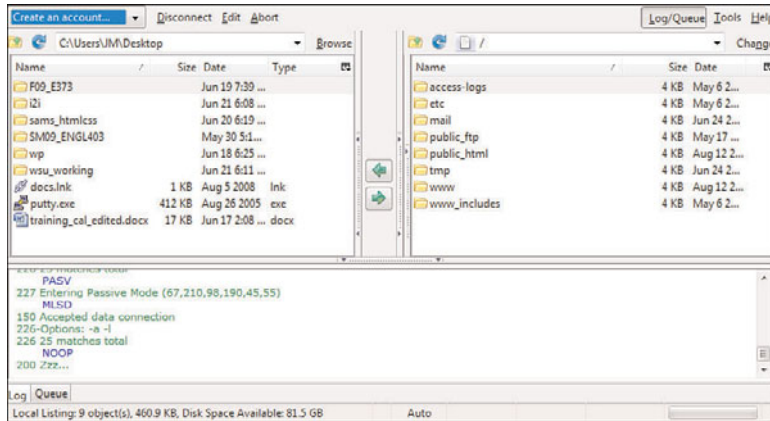 Create an account... Disconnect Edit Abort Log/Queue Tools Help
C:\Users\JM\Desktop Browse / Change
Name Size Date Type
F09_E373 Jun 19 7:39 ...
i2i Jun 21 6:08 ...
sams_htmlcss Jun 20 6:19 ...
SM09_ENGL403 May 30 5:1...
wp Jun 18 6:25 ...
wsu_working Jun 21 6:11 ...
docs.lnk 1 KB Aug 5 2008 lnk
putty.exe 412 KB Aug 26 2005 exe
training_cal_edited.docx 17 KB Jun 17 2:08 ... docx
Name Size Date
access-logs 4 KB May 6 2...
etc 4 KB May 6 2...
mail 4 KB Jun 24 2...
public_ftp 4 KB May 17 ...
public_html 4 KB Aug 12 2...
tmp 4 KB Jun 24 2...
www 4 KB Aug 12 2...
www_includes 4 KB May 6 2...
226 25 matches total
PASV
227 Entering Passive Mode (67,210,98,190,45,55)
MLSD
150 Accepted data connection
226-Options: -a -l
226 25 matches total
NOOP
200 Zzz...
Log Queue
Local Listing: 9 object(s), 460.9 KB, Disk Space Available: 81.5 GB Auto